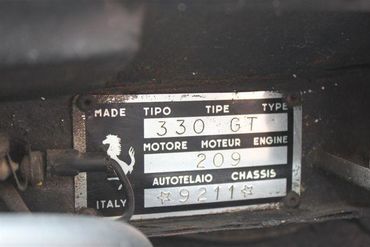 MADE TIPO TIPE TYPE
330 GT
MOTORE MOTEUR ENGINE
209
AUTOTELAIO CHASSIS
☆9211☆
ITALY